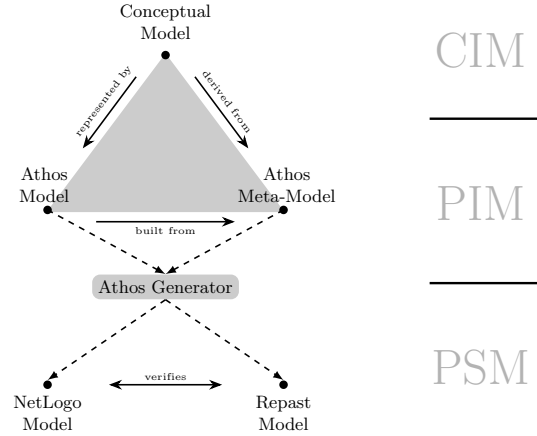 Conceptual
Model
CIM
represented by
derived from
Athos
Model
Athos
Meta-Model
PIM
built from
Athos Generator
PSM
verifies
NetLogo
Model
Repast
Model